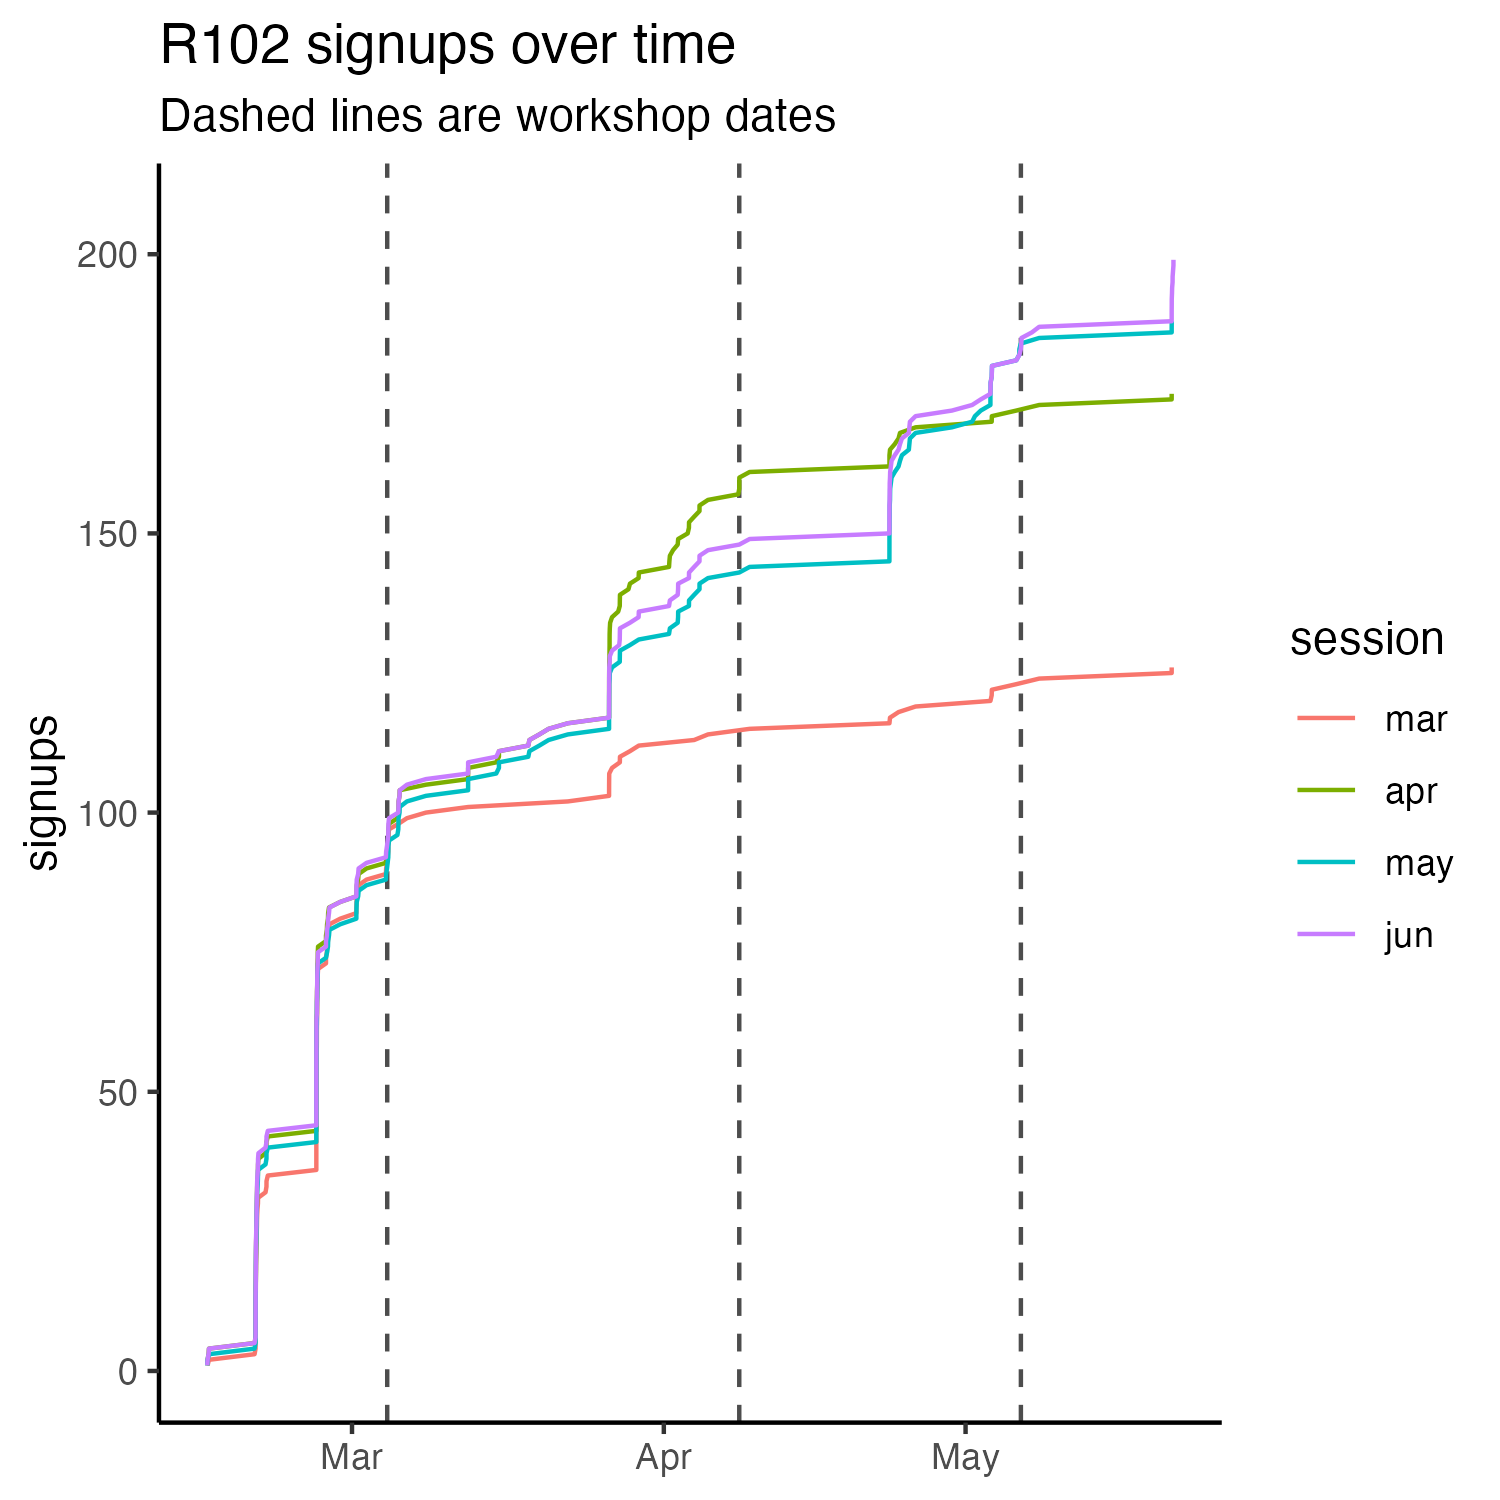 R102 signups over time
Dashed lines are workshop dates
signups
200
150
100
50
0
Mar
Apr
May
session
mar
apr
may
jun